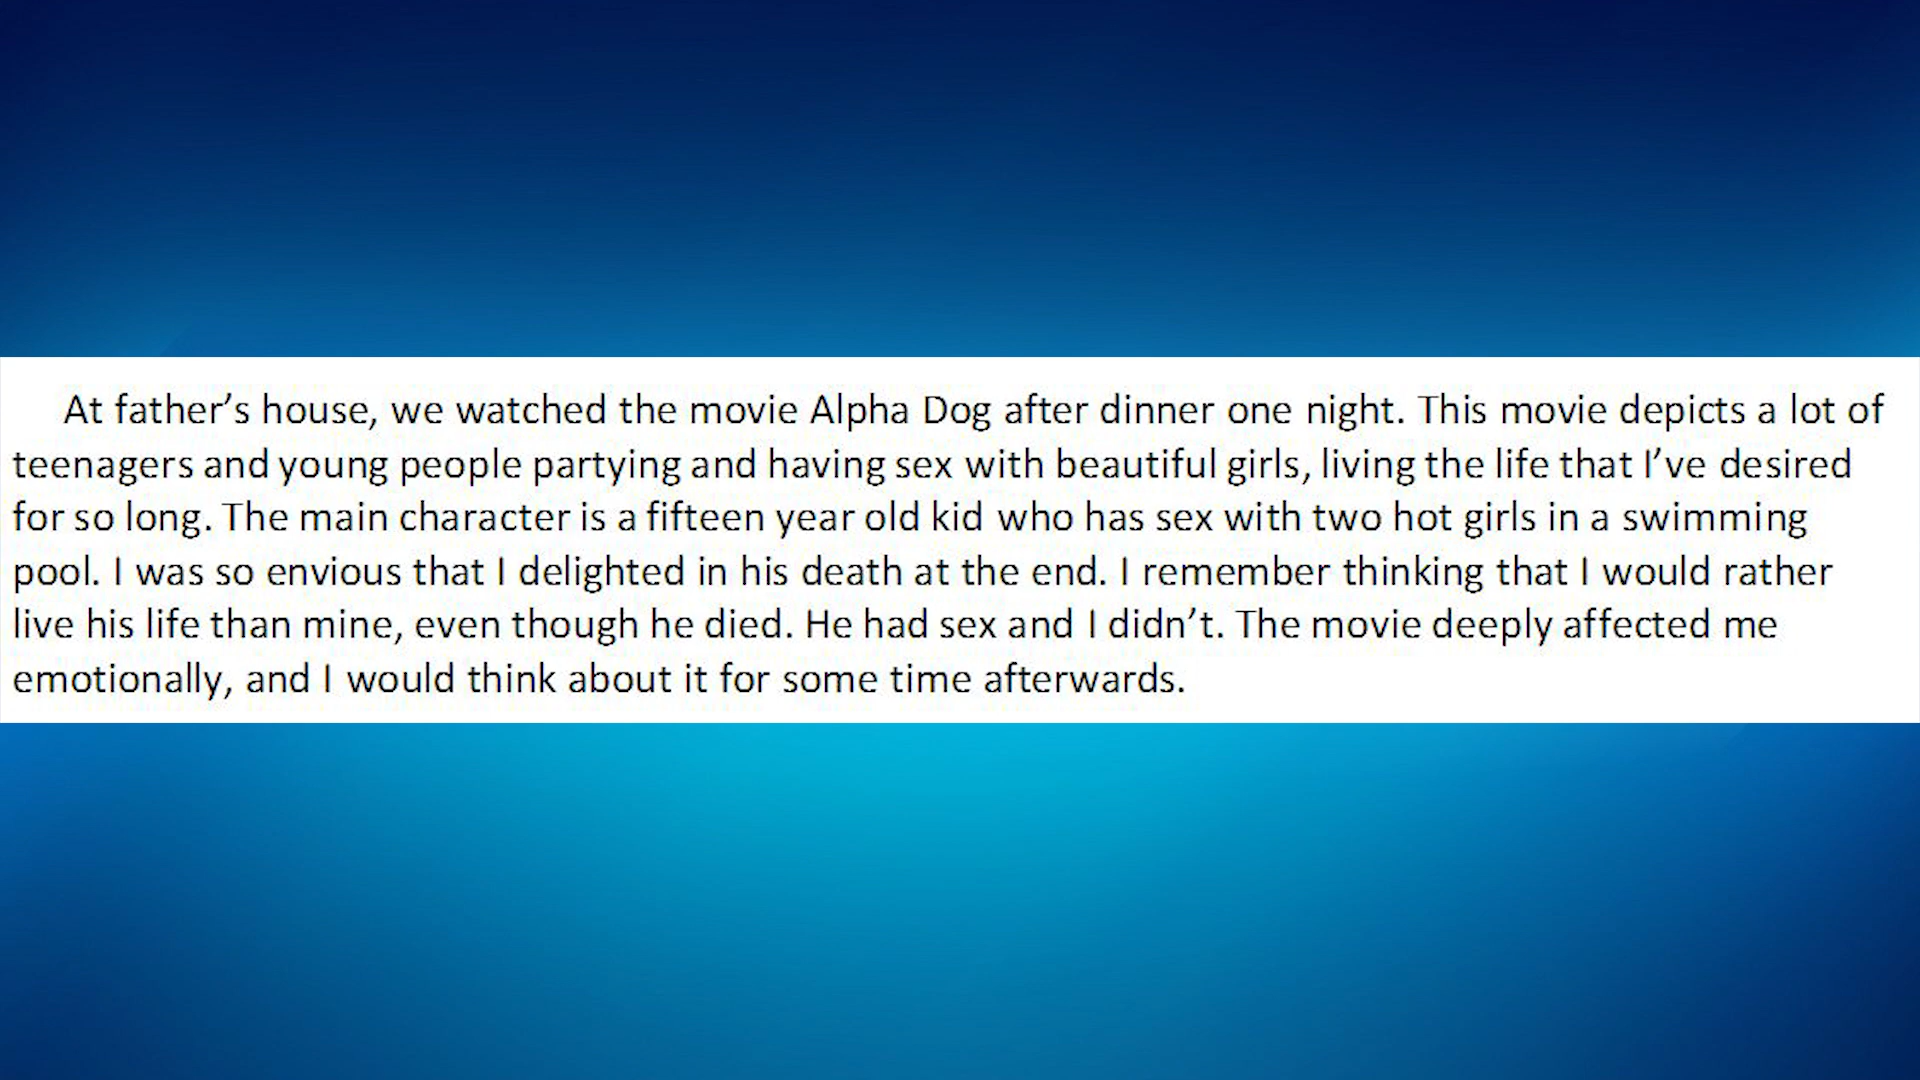 At father's house, we watched the movie Alpha Dog after dinner one night. This movie depicts a lot of
teenagers and young people partying and having sex with beautiful girls, living the life that I've desired
for so long. The main character is a fifteen year old kid who has sex with two hot girls in a swimming
pool. I was so envious that I delighted in his death at the end. I remember thinking that I would rather
live his life than mine, even though he died. He had sex and I didn't. The movie deeply affected me
emotionally, and I would think about it for some time afterwards.